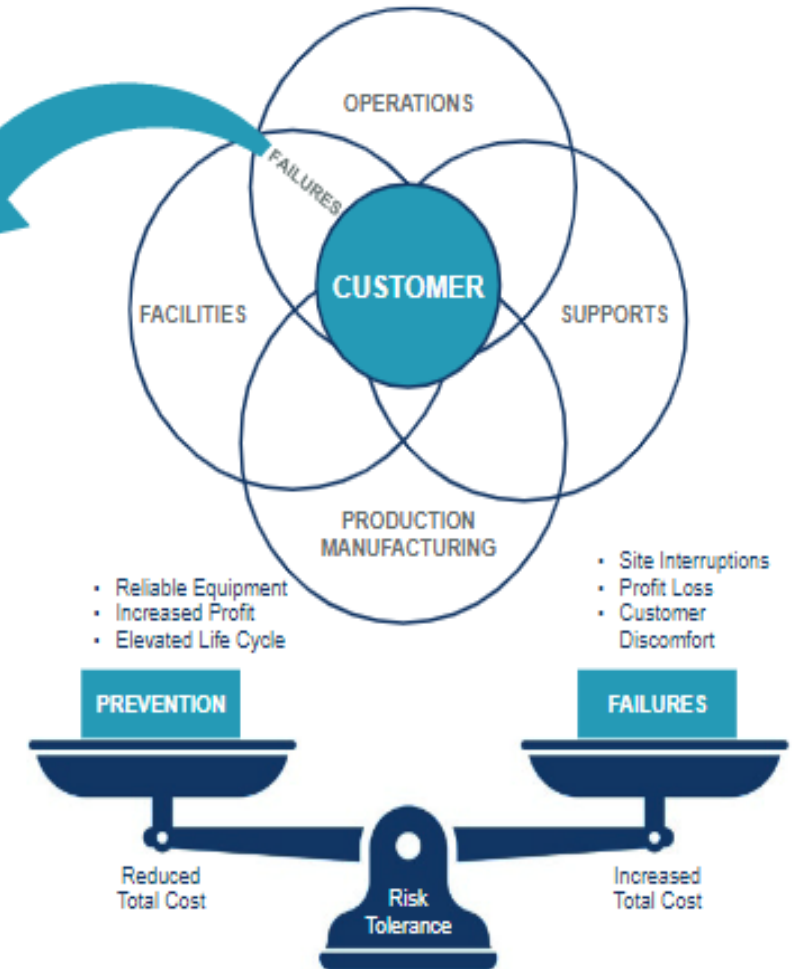 OPERATIONS
FAILURES
CUSTOMER
FACILITIES
SUPPORTS
PRODUCTION
MANUFACTURING
• Reliable Equipment
• Increased Profit
• Elevated Life Cycle
• Site Interruptions
• Profit Loss
• Customer
Discomfort
PREVENTION
FAILURES
Reduced
Total Cost
Risk
Tolerance
Increased
Total Cost